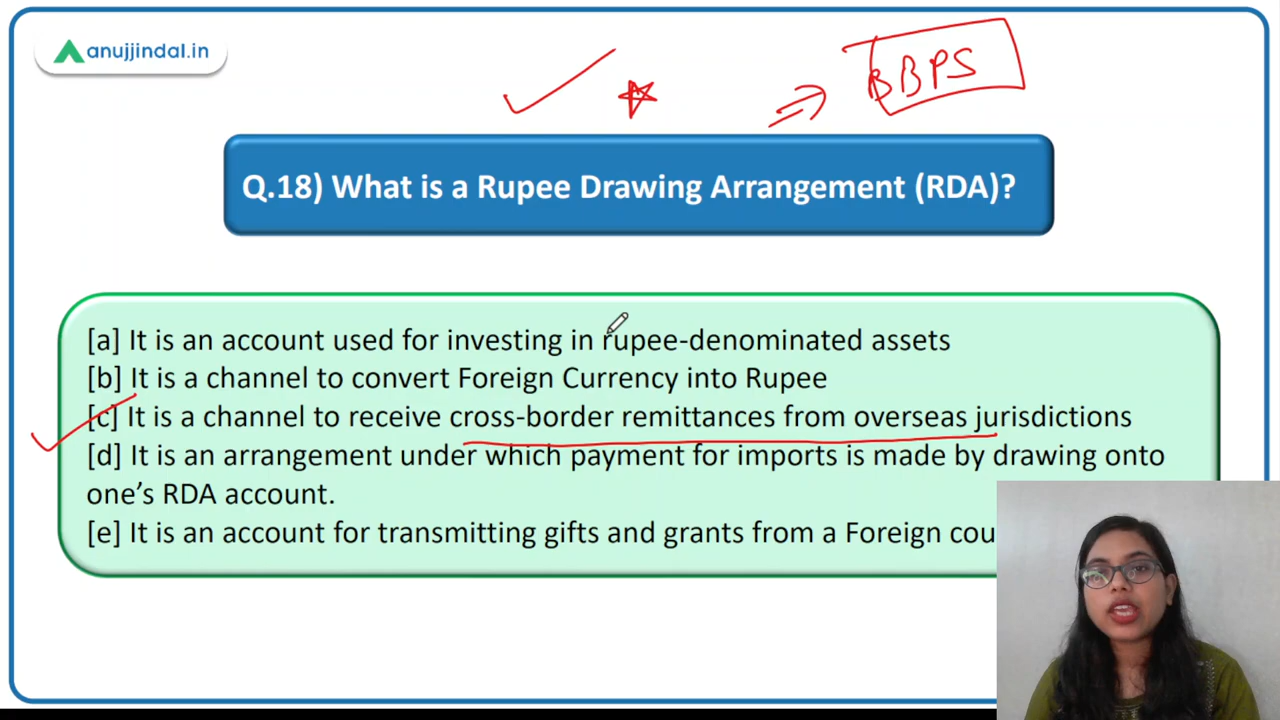 anujjindal.in
BBPS
Q.18) What is a Rupee Drawing Arrangement (RDA)?
[a] It is an account used for investing in rupee-denominated assets
[b] It is a channel to convert Foreign Currency into Rupee
[c] It is a channel to receive cross-border remittances from overseas jurisdictions
[d] It is an arrangement under which payment for imports is made by drawing onto
one’s RDA account.
[e] It is an account for transmitting gifts and grants from a Foreign